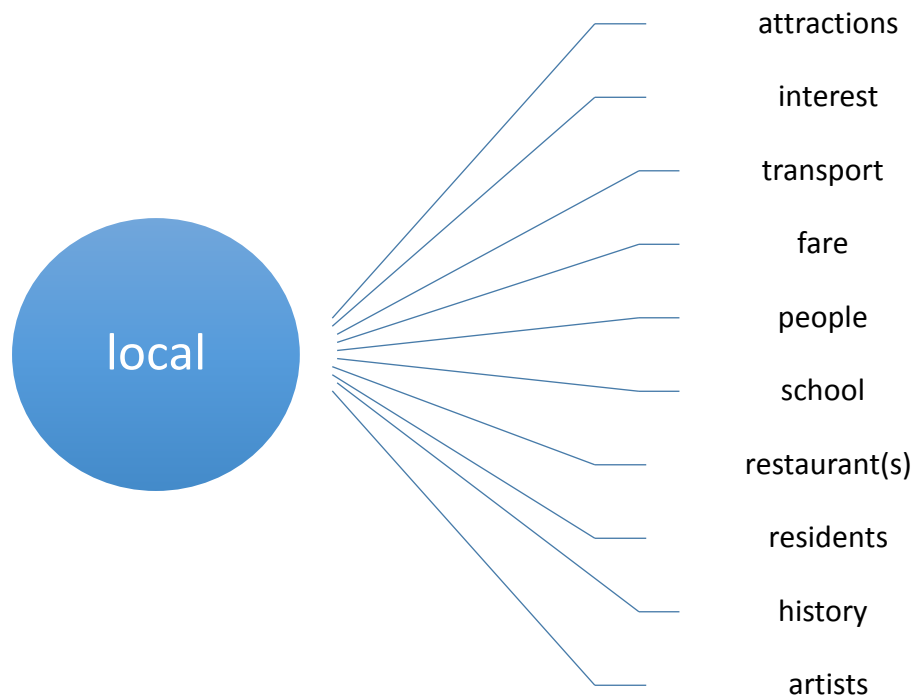 local
attractions
interest
transport
fare
people
school
restaurant(s)
residents
history
artists